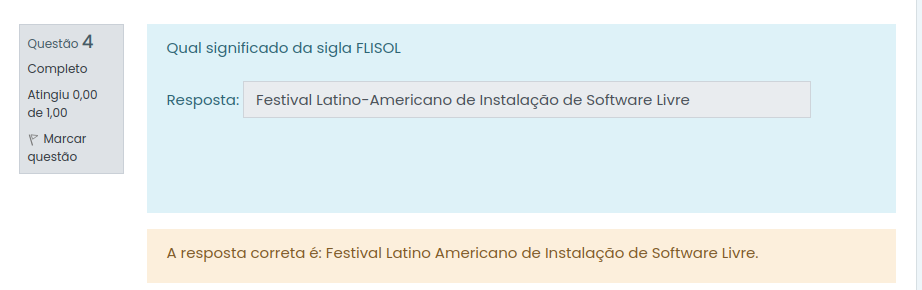 Questão 4
Completo
Atingiu 0,00
de 1,00
Marcar
questão
Qual significado da sigla FLISOL
Resposta: Festival Latino-Americano de Instalação de Software Livre
A resposta correta é: Festival Latino Americano de Instalação de Software Livre.